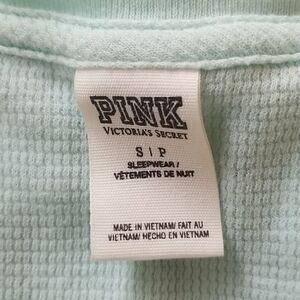 PINK
VICTORIA'S SECRET
S | P
SLEEPWEAR /
VÊTEMENTS DE NUIT
MADE IN VIETNAM/ FAIT AU
VIETNAM/ HECHO EN VIETNAM